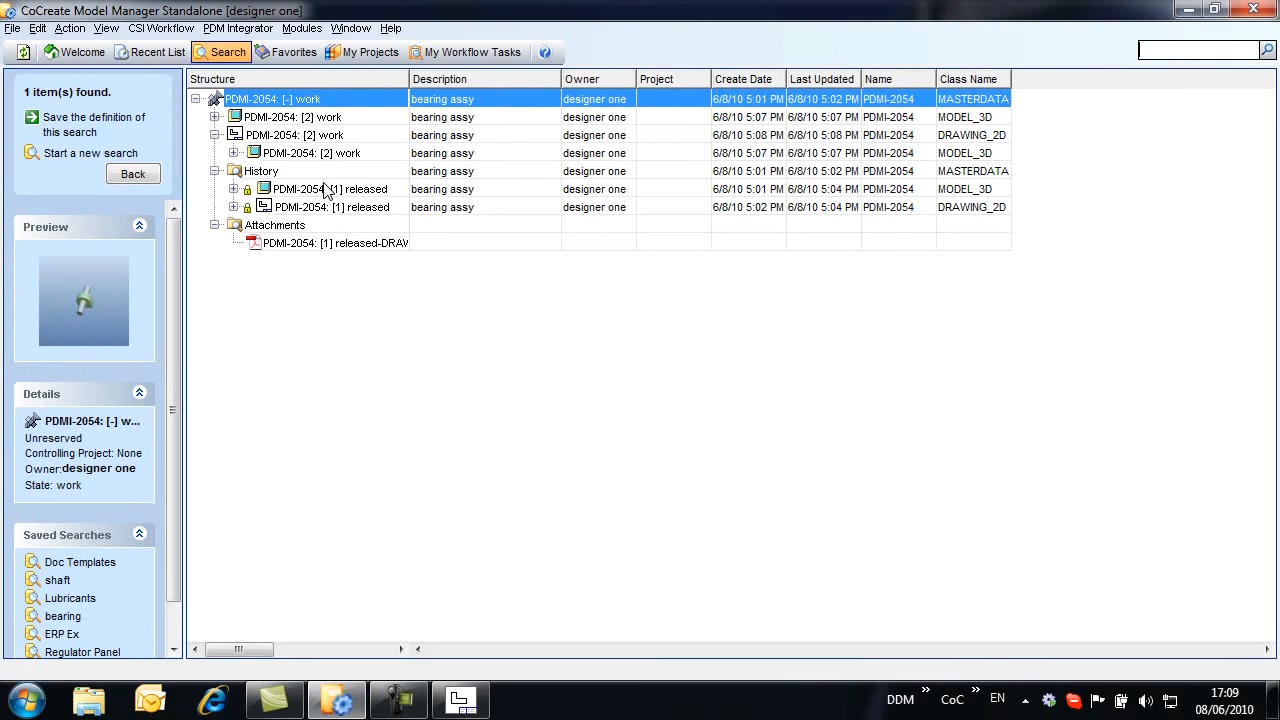 CoCreate Model Manager Standalone [designer one]
File Edit Action View CSI Workflow PDM Integrator Modules Window Help
Welcome Recent List Search Favorites My Projects My Workflow Tasks
1 item(s) found.
Save the definition of
this search
Start a new search
Back
Preview
Details
PDMI-2054: [-] w...
Unreserved
Controlling Project: None
Owner:designer one
State: work
Saved Searches
Doc Templates
shaft
Lubricants
bearing
ERP Ex
Regulator Panel
Structure Description Owner Project Create Date Last Updated Name Class Name
PDMI-2054: [-] work bearing assy designer one 6/8/10 5:01 PM 6/8/10 5:02 PM PDMI-2054 MASTERDATA
PDMI-2054: [2] work bearing assy designer one 6/8/10 5:07 PM 6/8/10 5:07 PM PDMI-2054 MODEL_3D
PDMI-2054: [2] work bearing assy designer one 6/8/10 5:07 PM 6/8/10 5:08 PM PDMI-2054 DRAWING_2D
PDMI-2054: [2] work bearing assy designer one 6/8/10 5:07 PM 6/8/10 5:07 PM PDMI-2054 MODEL_3D
History bearing assy designer one 6/8/10 5:01 PM 6/8/10 5:02 PM PDMI-2054 MASTERDATA
PDMI-2054: [1] released bearing assy designer one 6/8/10 5:01 PM 6/8/10 5:04 PM PDMI-2054 MODEL_3D
PDMI-2054: [1] released bearing assy designer one 6/8/10 5:02 PM 6/8/10 5:04 PM PDMI-2054 DRAWING_2D
Attachments
PDMI-2054: [1] released-DRAW
DDM » CoC » EN 17:09
08/06/2010